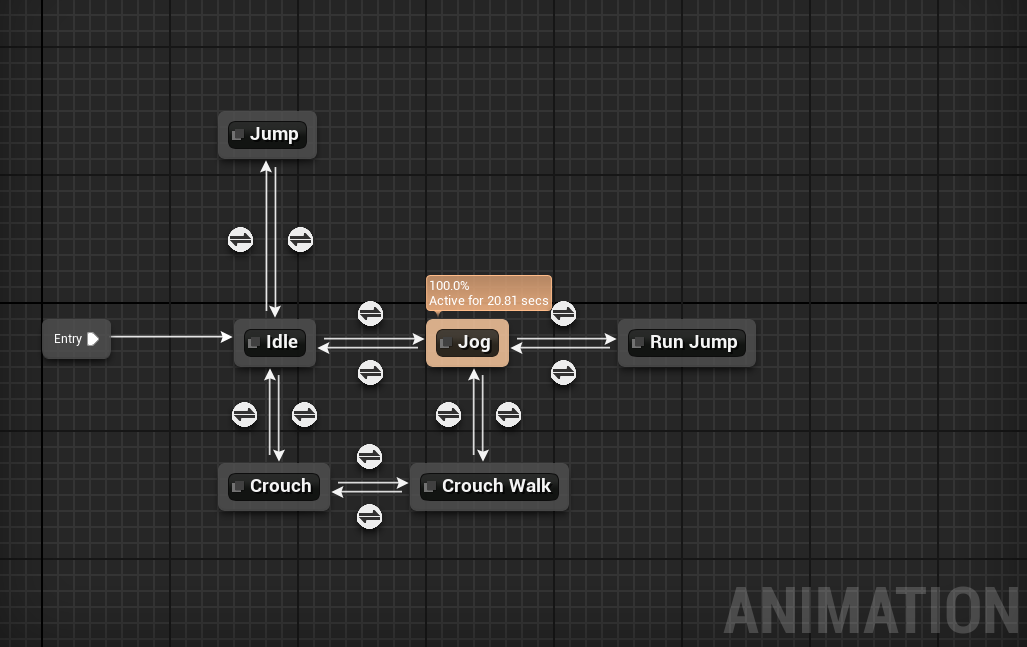 Jump
100.0%
Active for 20.81 secs
Entry
Idle
Jog
Run Jump
Crouch
Crouch Walk
ANIMATION